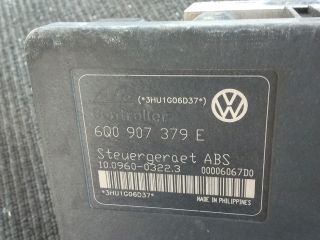 (*3HU1G06D37*)
Controller
6Q0 907 379 E
Steuergeraet ABS
10.0960-0322.3 00006067D0
*3HU1G06D37*
MADE IN PHILIPPINES